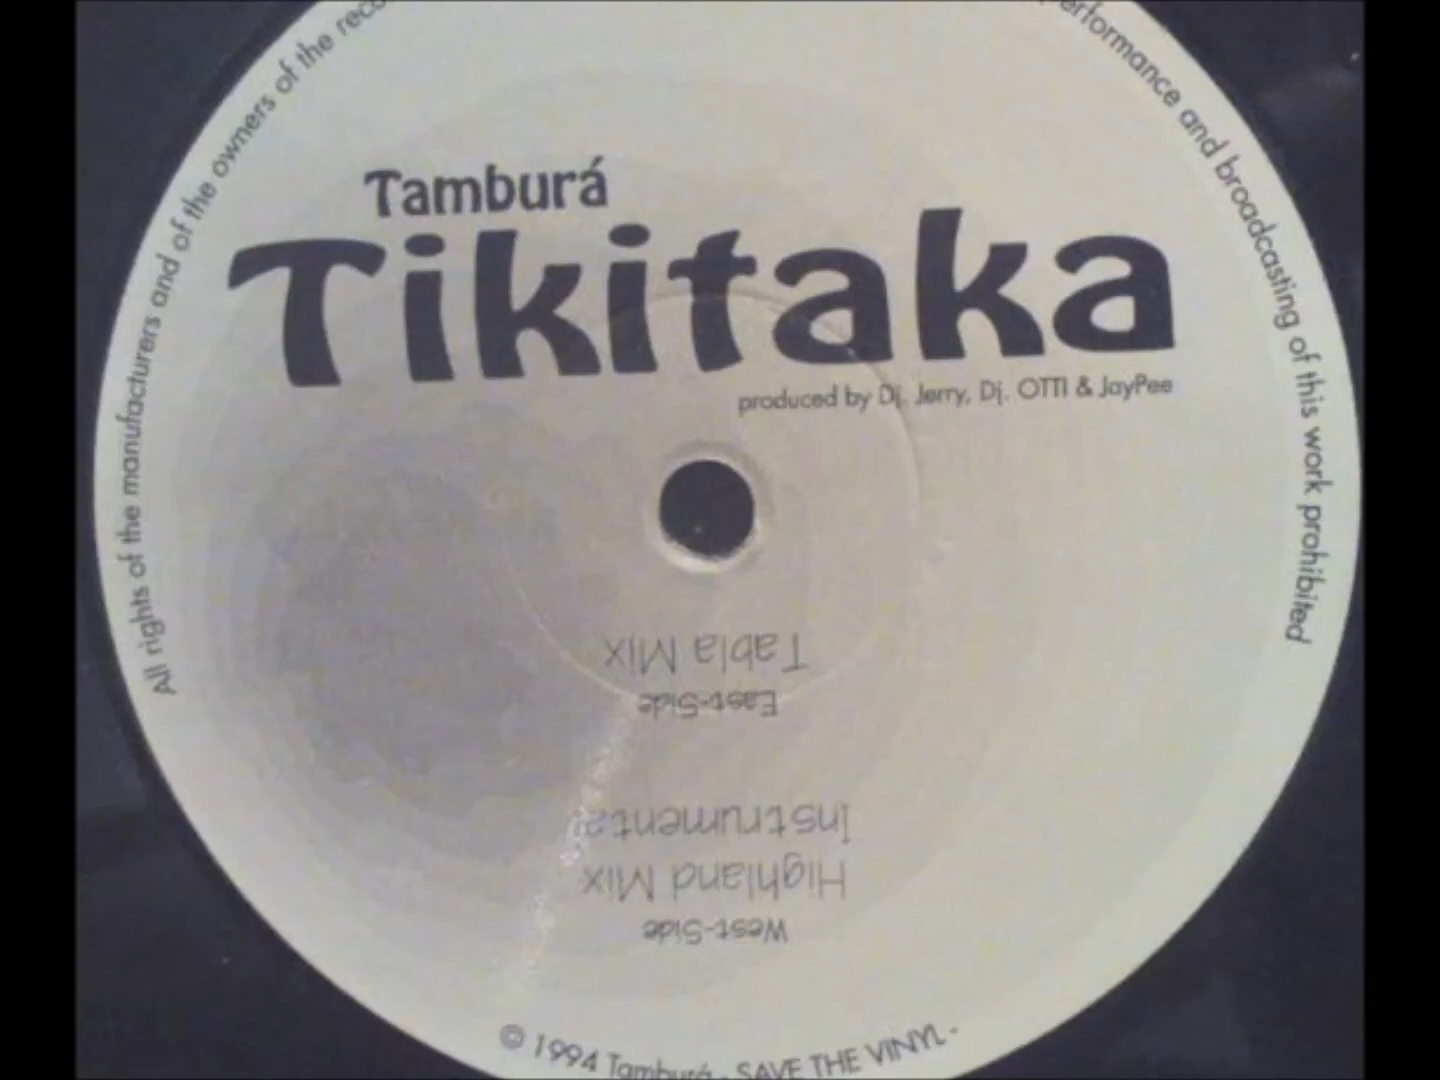 All rights of the manufacturers and of the owners of the
performance and broadcasting of this work prohibited
Tamburá
Tikitaka
produced by Dj. Jerry, Dj. OTTI & JayPee
West-Side
Highland Mix
Instrumental
East-Side
Tabla Mix
© 1994 Tamburá - SAVE THE VINYL -